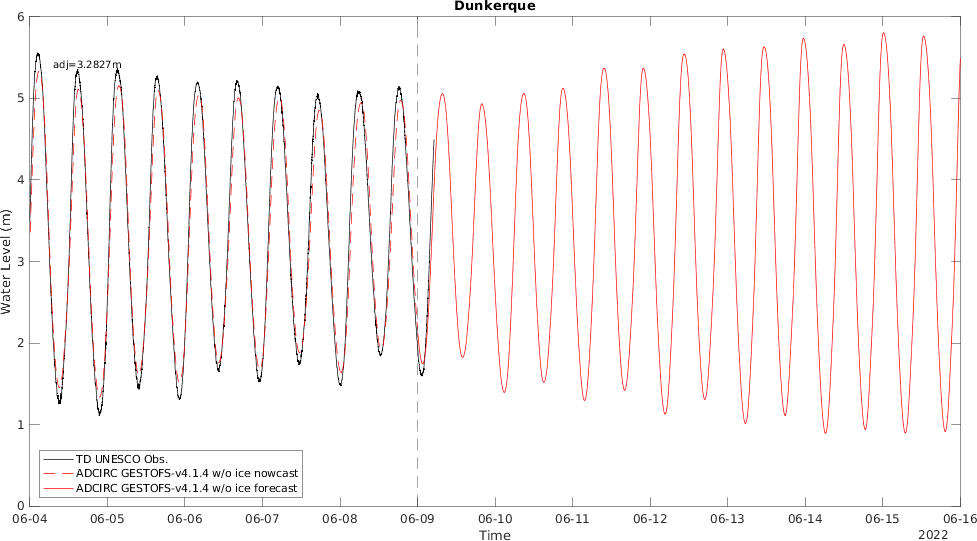 Dunkerque
6
adj=3.2827m
5
4
3
2
1
0
Water Level (m)
TD UNESCO Obs.
ADCIRC GESTOFS-v4.1.4 w/o ice nowcast
ADCIRC GESTOFS-v4.1.4 w/o ice forecast
06-04 06-05 06-06 06-07 06-08 06-09 06-10 06-11 06-12 06-13 06-14 06-15 06-16
Time
2022